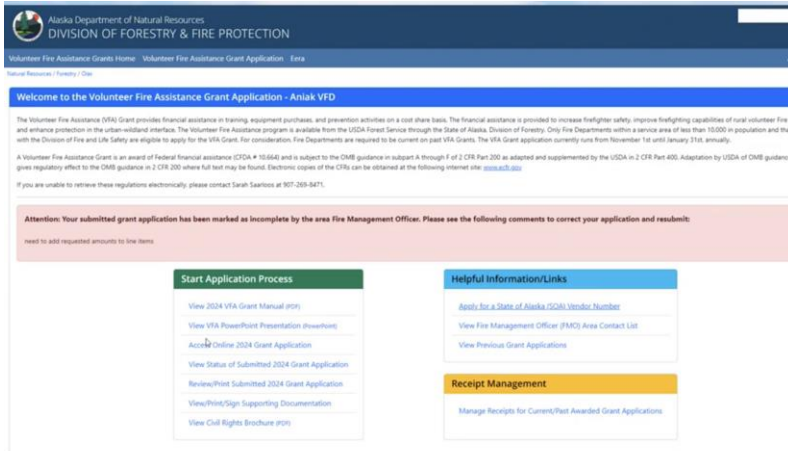 Alaska Department of Natural Resources
DIVISION OF FORESTRY & FIRE PROTECTION
Volunteer Fire Assistance Grants Home Volunteer Fire Assistance Grant Application Eera
Natural Resources / Forestry / Olas
Welcome to the Volunteer Fire Assistance Grant Application - Aniak VFD
The Volunteer Fire Assistance (VFA) Grant provides financial assistance in training, equipment purchases, and prevention activities on a cost share basis. The financial assistance is provided to increase firefighter safety, improve firefighting capabilities of rural volunteer Fire
and enhance protection in the urban-wildland interface. The Volunteer Fire Assistance program is available from the USDA Forest Service through the State of Alaska, Division of Forestry. Only Fire Departments within a service area of less than 10,000 in population and tha
with the Division of Fire and Life Safety are eligible to apply for the VFA Grant. For consideration, Fire Departments are required to be current on past VFA Grants. The VFA Grant application currently runs from November 1st until January 31st, annually.
A Volunteer Fire Assistance Grant is an award of Federal financial assistance (CFDA # 10.664) and is subject to the OMB guidance in subpart A through F of 2 CFR Part 200 as adapted and supplemented by the USDA in 2 CFR Part 400. Adaptation by USDA of OMB guidanc
gives regulatory effect to the OMB guidance in 2 CFR 200 where full text may be found. Electronic copies of the CFRs can be obtained at the following internet site: www.ecfr.gov
If you are unable to retrieve these regulations electronically, please contact Sarah Saarloos at 907-269-8471.
Attention: Your submitted grant application has been marked as incomplete by the area Fire Management Officer. Please see the following comments to correct your application and resubmit:
need to add requested amounts to line items
Start Application Process
View 2024 VFA Grant Manual (PDF)
View VFA PowerPoint Presentation (PowerPoint)
Access Online 2024 Grant Application
View Status of Submitted 2024 Grant Application
Review/Print Submitted 2024 Grant Application
View/Print/Sign Supporting Documentation
View Civil Rights Brochure (PDF)
Helpful Information/Links
Apply for a State of Alaska (SOA) Vendor Number
View Fire Management Officer (FMO) Area Contact List
View Previous Grant Applications
Receipt Management
Manage Receipts for Current/Past Awarded Grant Applications